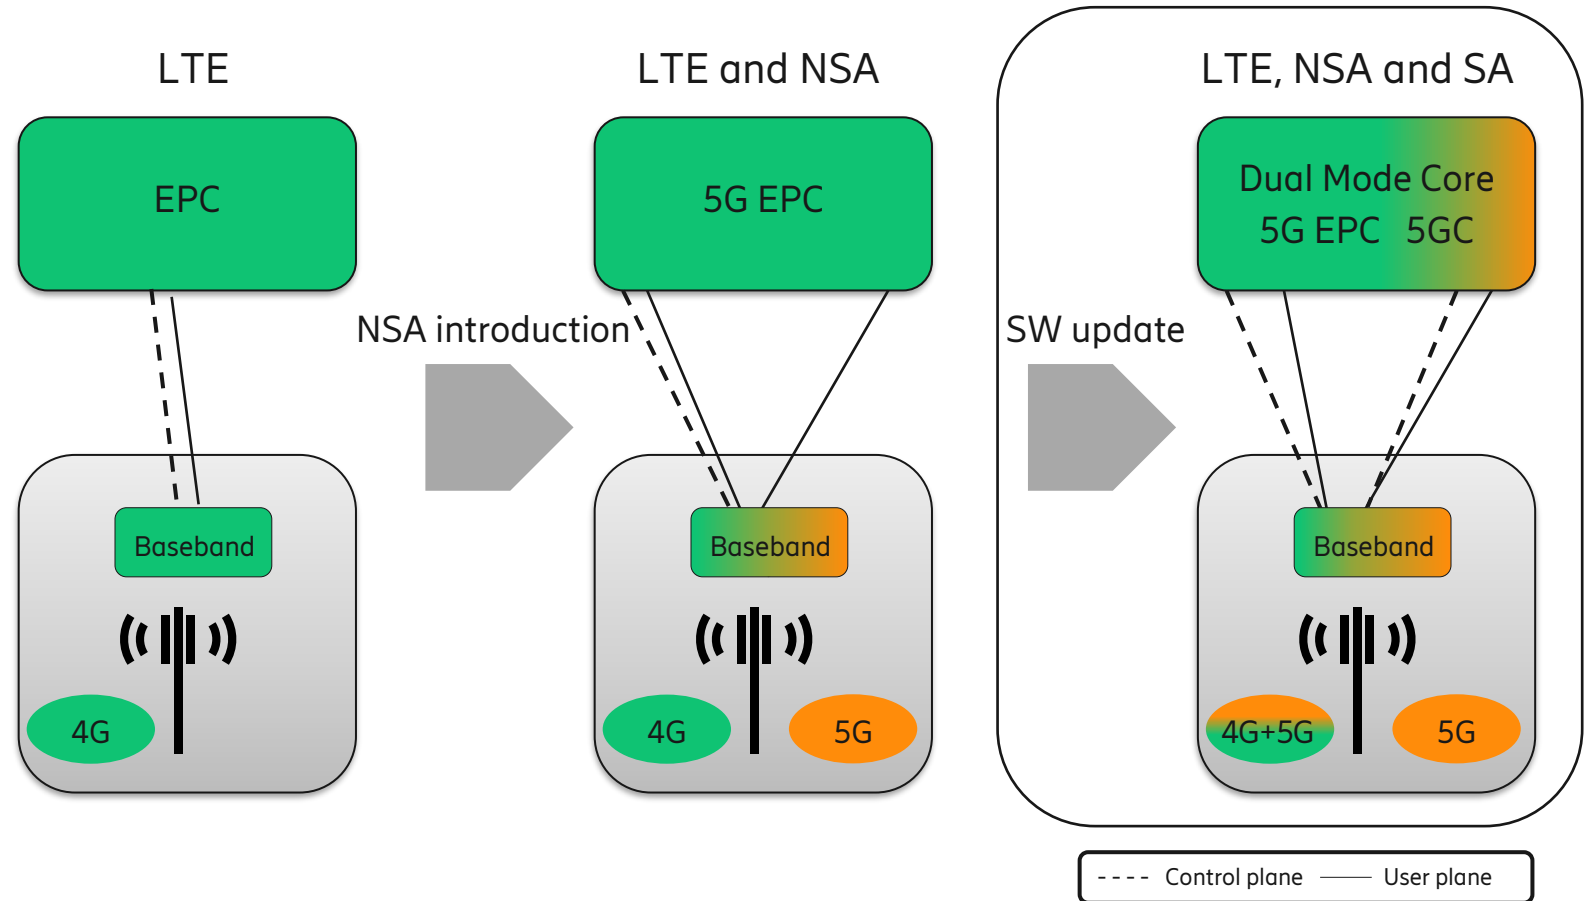 LTE
LTE and NSA
LTE, NSA and SA
EPC
5G EPC
Dual Mode Core
5G EPC 5GC
NSA introduction
SW update
Baseband
Baseband
Baseband
4G
4G
5G
4G+5G
5G
Control plane
User plane